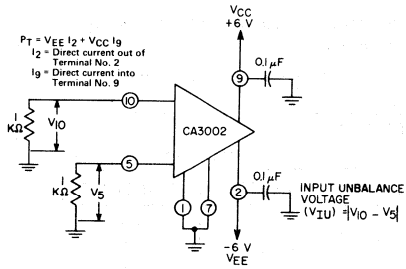 P_T = V_EE I_2 + V_CC I_9
I_2 = Direct current out of
Terminal No. 2
I_9 = Direct current into
Terminal No. 9
V_CC
+6 V
0.1 μF
9
10
1
KΩ
V_10
CA3002
5
1
KΩ
V_5
1
7
2
0.1 μF
INPUT UNBALANCE
VOLTAGE
(V_IU) = |V_10 − V_5|
−6 V
V_EE